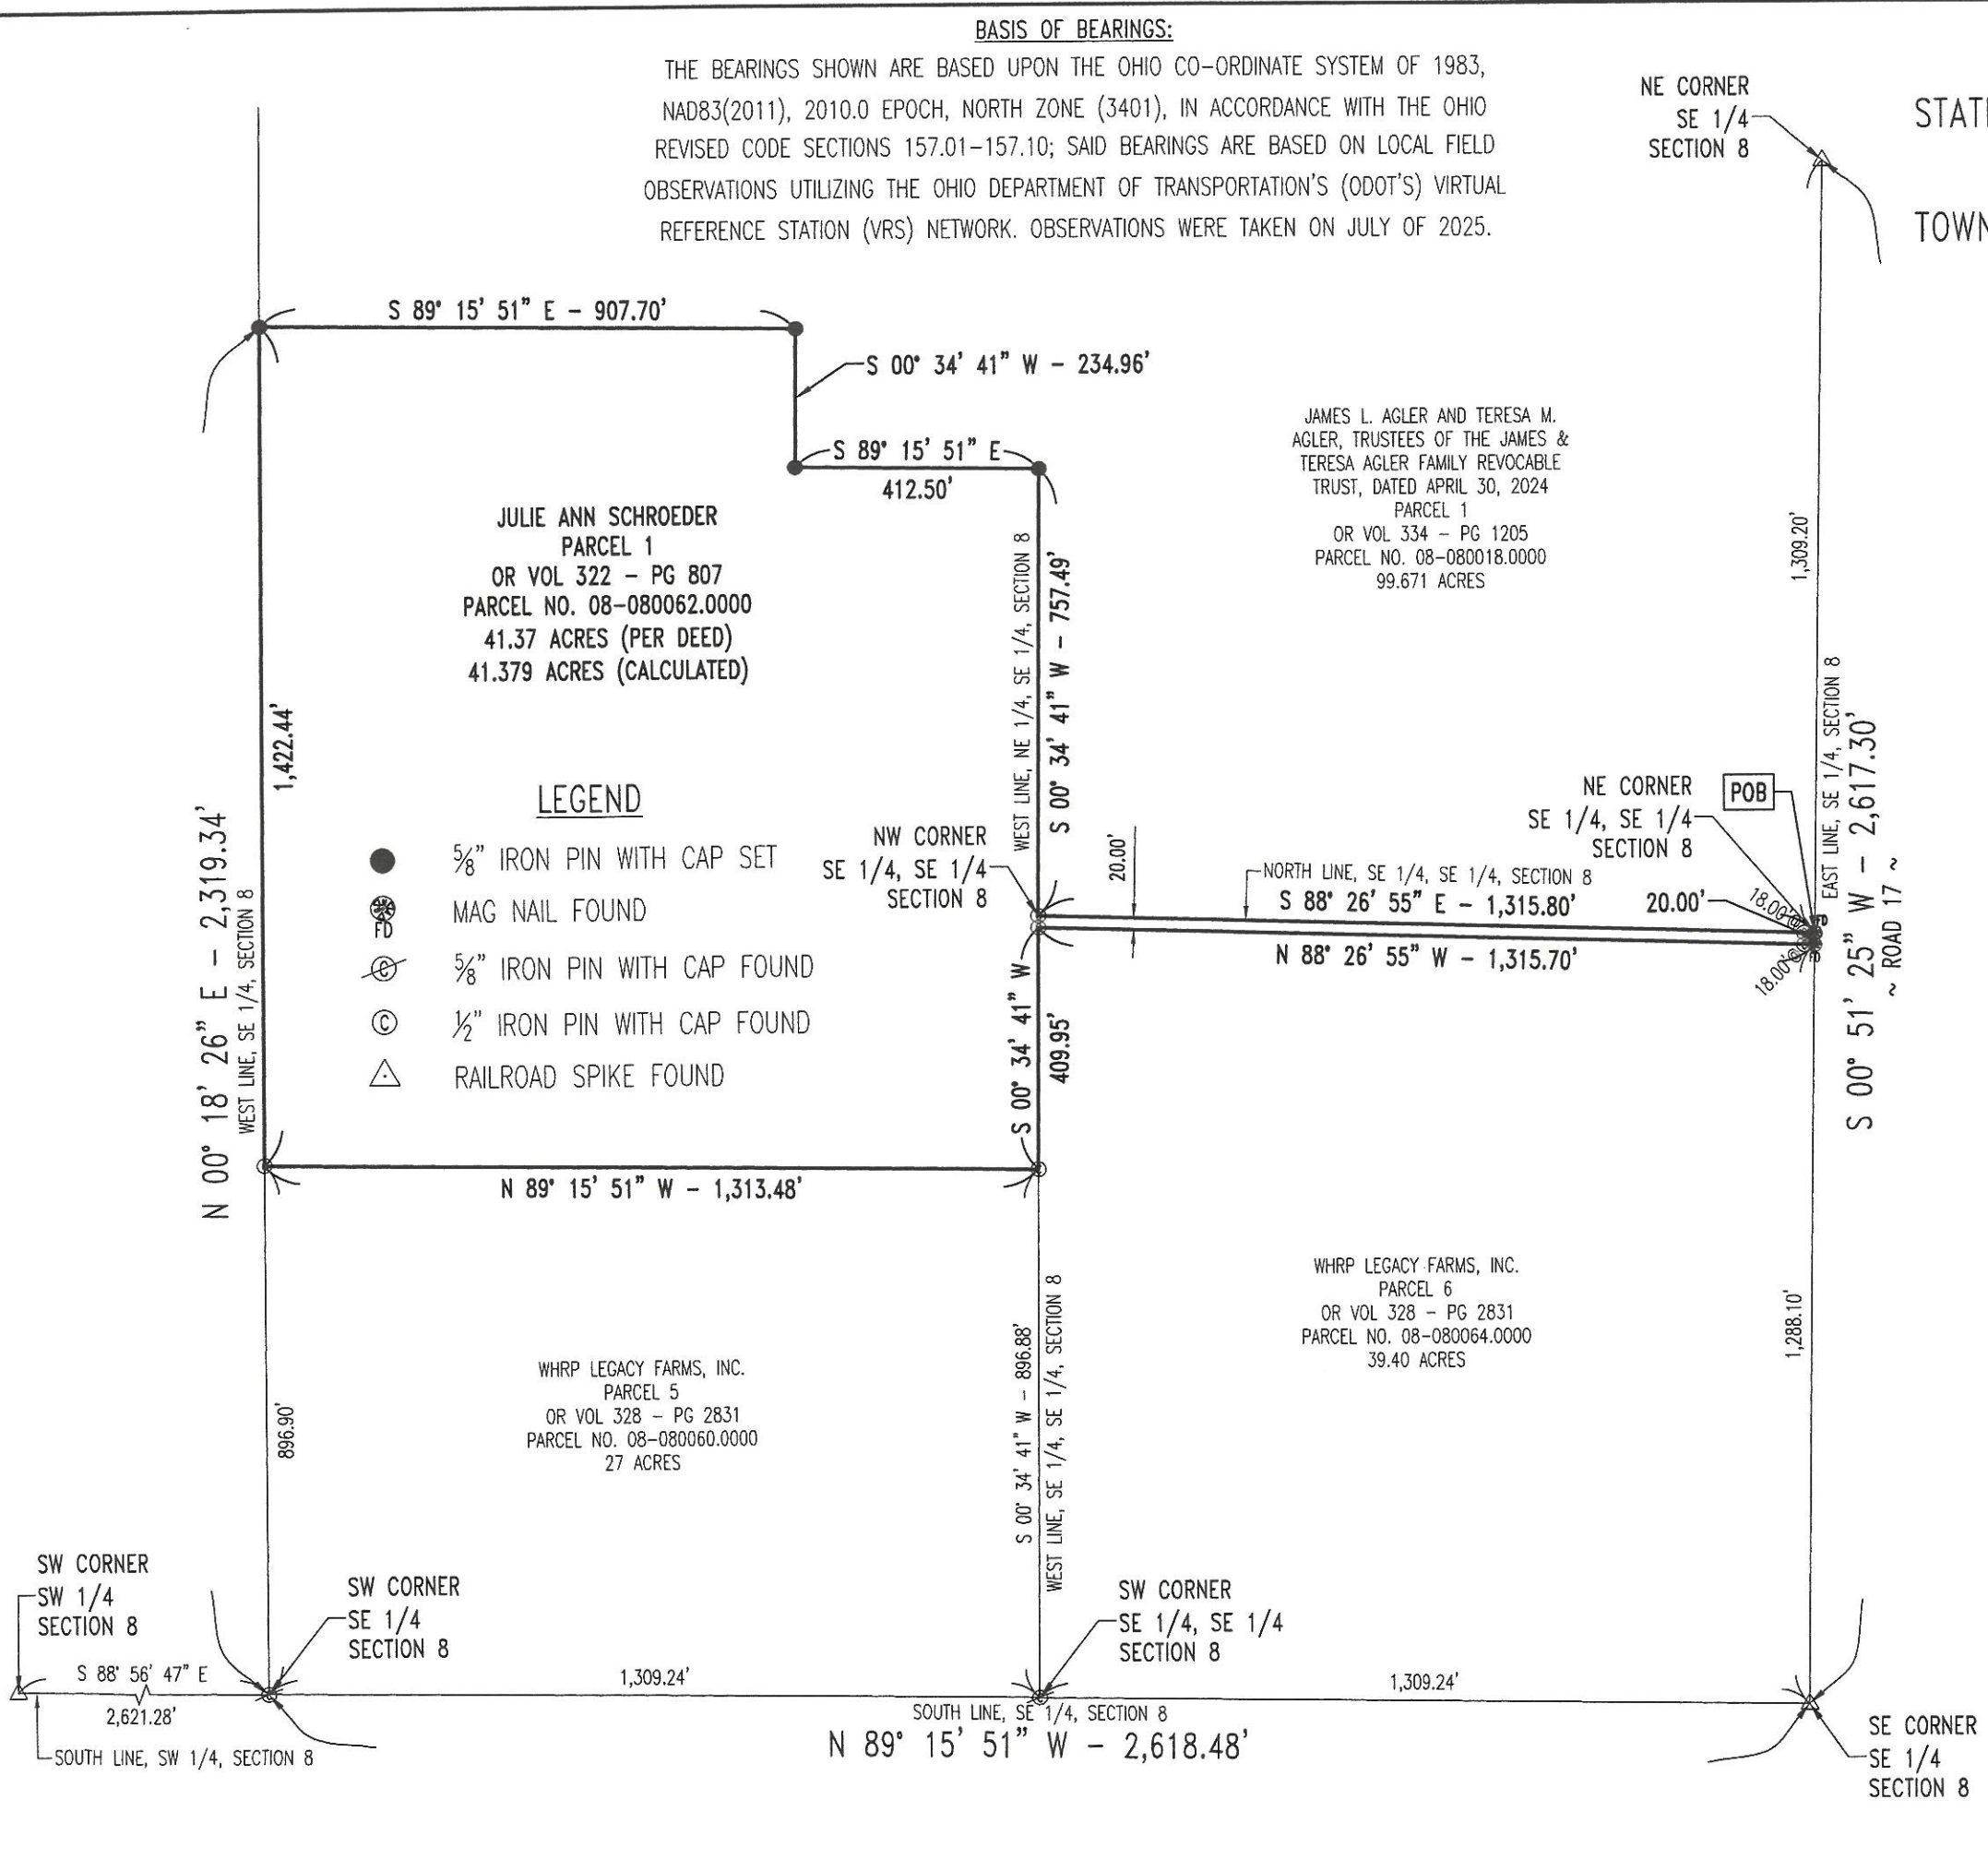 BASIS OF BEARINGS:
THE BEARINGS SHOWN ARE BASED UPON THE OHIO CO-ORDINATE SYSTEM OF 1983,
NAD83(2011), 2010.0 EPOCH, NORTH ZONE (3401), IN ACCORDANCE WITH THE OHIO
REVISED CODE SECTIONS 157.01-157.10; SAID BEARINGS ARE BASED ON LOCAL FIELD
OBSERVATIONS UTILIZING THE OHIO DEPARTMENT OF TRANSPORTATION'S (ODOT'S) VIRTUAL
REFERENCE STATION (VRS) NETWORK. OBSERVATIONS WERE TAKEN ON JULY OF 2025.
NE CORNER
SE 1/4
SECTION 8
TOWN
S 89° 15' 51" E - 907.70'
S 00° 34' 41" W - 234.96'
S 89° 15' 51" E
412.50'
JULIE ANN SCHROEDER
PARCEL 1
OR VOL 322 - PG 807
PARCEL NO. 08-080062.0000
41.37 ACRES (PER DEED)
41.379 ACRES (CALCULATED)
JAMES L. AGLER AND TERESA M.
AGLER, TRUSTEES OF THE JAMES &
TERESA AGLER FAMILY REVOCABLE
TRUST, DATED APRIL 30, 2024
PARCEL 1
OR VOL 334 - PG 1205
PARCEL NO. 08-080018.0000
99.671 ACRES
1,309.20'
WEST LINE, NE 1/4, SE 1/4, SECTION 8
S 00° 34' 41" W - 757.49'
EAST LINE, SE 1/4, SECTION 8
S 00° 51' 25" W - 2,617.30'
~ ROAD 17 ~
1,422.44'
N 00° 18' 26" E - 2,319.34'
WEST LINE, SE 1/4, SECTION 8
LEGEND
5/8" IRON PIN WITH CAP SET
FD
MAG NAIL FOUND
C
5/8" IRON PIN WITH CAP FOUND
C
1/2" IRON PIN WITH CAP FOUND
RAILROAD SPIKE FOUND
NW CORNER
SE 1/4, SE 1/4
SECTION 8
20.00'
NE CORNER
SE 1/4, SE 1/4
SECTION 8
POB
NORTH LINE, SE 1/4, SE 1/4, SECTION 8
S 88° 26' 55" E - 1,315.80'
20.00'
18.00'
FD
N 88° 26' 55" W - 1,315.70'
18.00'
S 00° 34' 41" W
409.95'
N 89° 15' 51" W - 1,313.48'
WHRP LEGACY FARMS, INC.
PARCEL 6
OR VOL 328 - PG 2831
PARCEL NO. 08-080064.0000
39.40 ACRES
1,288.10'
WHRP LEGACY FARMS, INC.
PARCEL 5
OR VOL 328 - PG 2831
PARCEL NO. 08-080060.0000
27 ACRES
896.90'
S 00° 34' 41" W - 896.88'
WEST LINE, SE 1/4, SE 1/4, SECTION 8
SW CORNER
SW 1/4
SECTION 8
SW CORNER
SE 1/4
SECTION 8
SW CORNER
SE 1/4, SE 1/4
SECTION 8
S 88° 56' 47" E
2,621.28'
SOUTH LINE, SW 1/4, SECTION 8
1,309.24'
1,309.24'
SOUTH LINE, SE 1/4, SECTION 8
N 89° 15' 51" W - 2,618.48'
SE CORNER
SE 1/4
SECTION 8